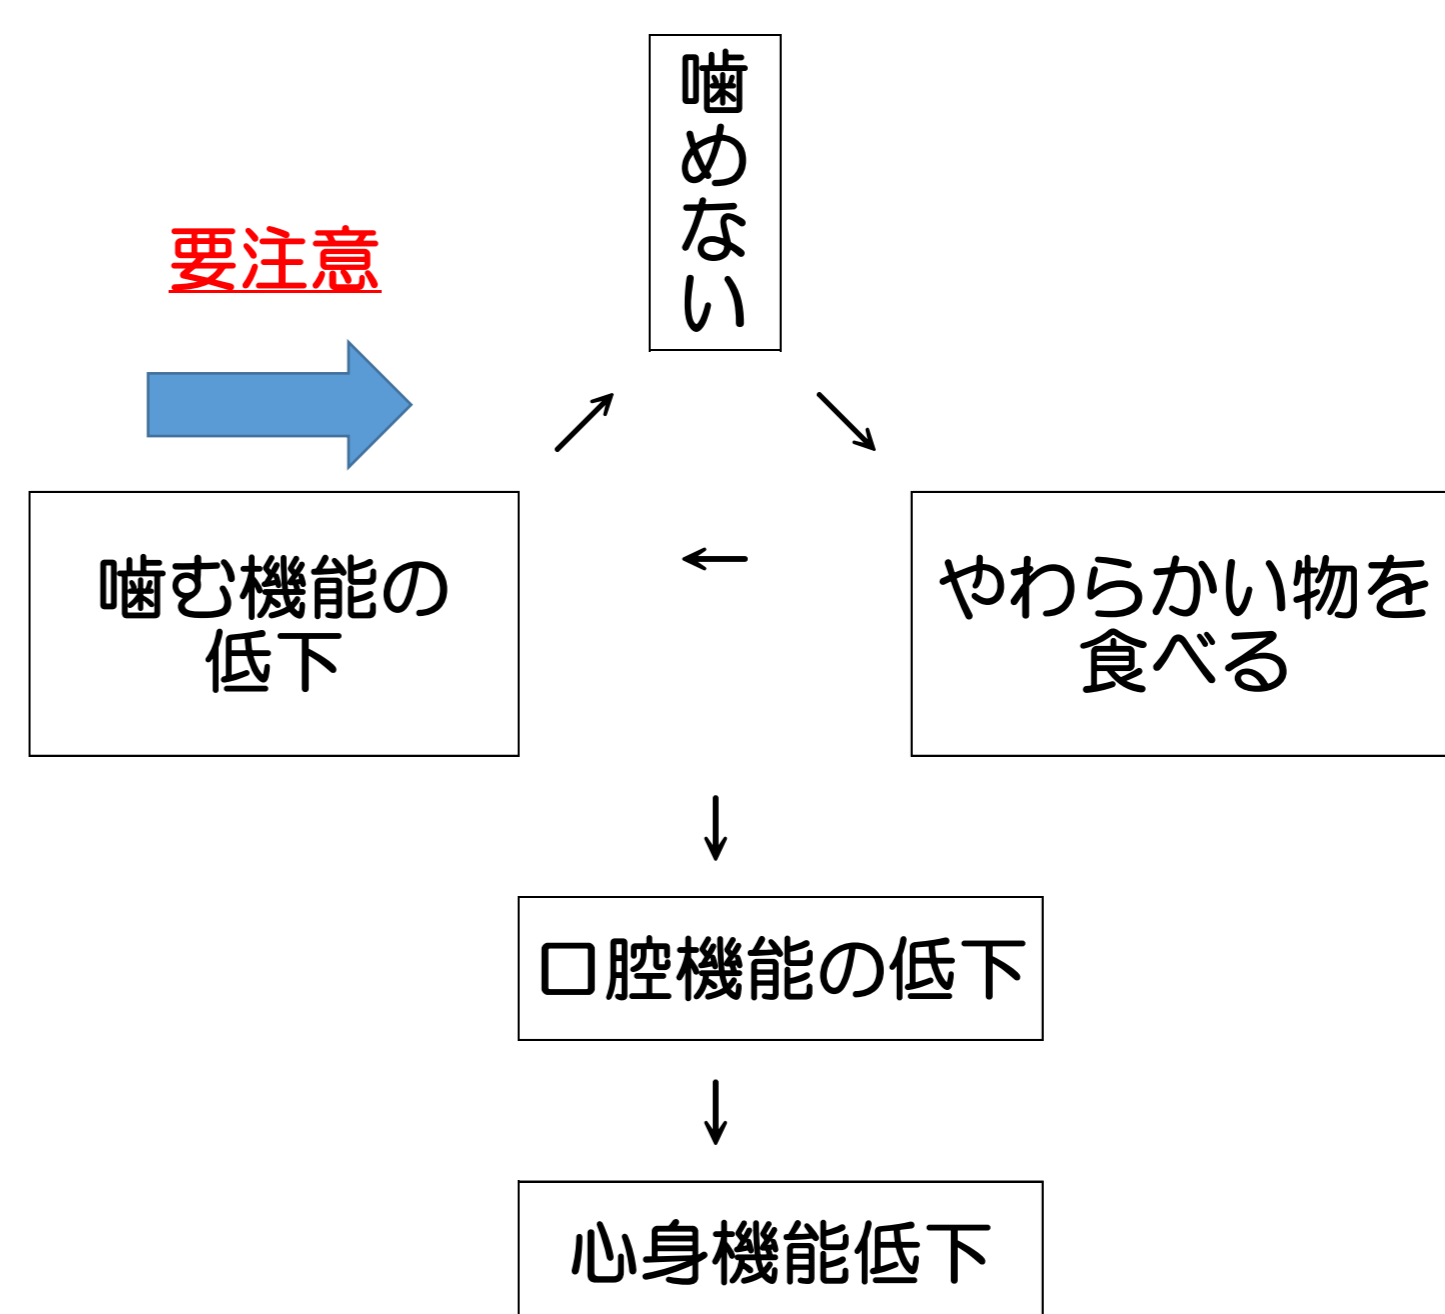 噛めない
要注意
↗
↘
噛む機能の
低下
←
やわらかい物を
食べる
↓
口腔機能の低下
↓
心身機能低下